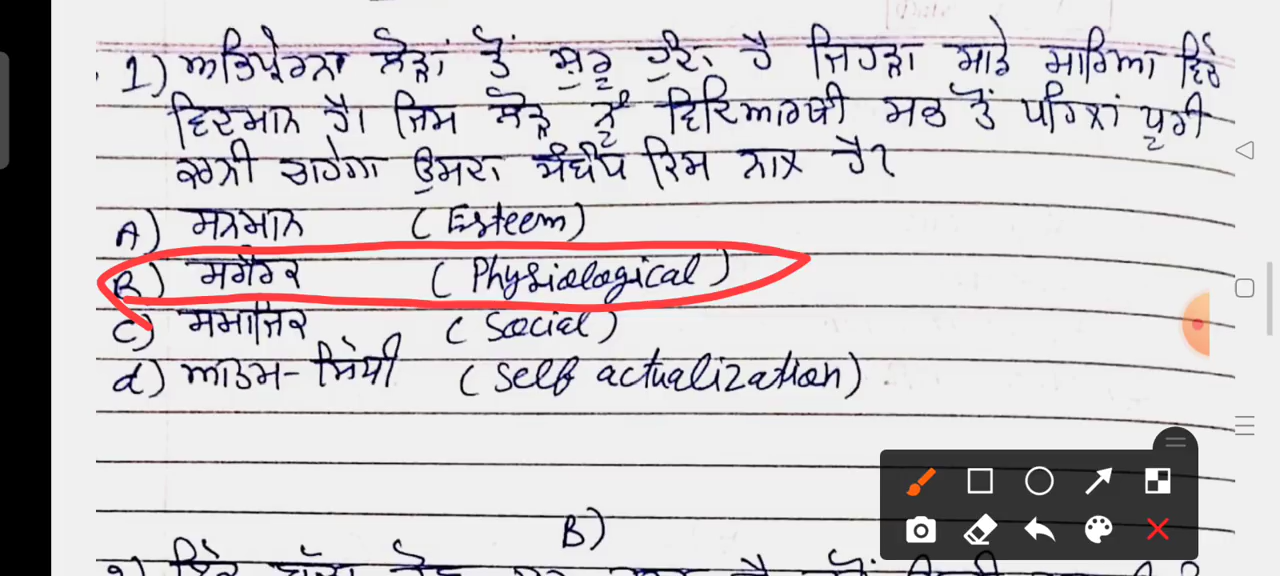 1) ਅਭਿਪ੍ਰੇਰਨਾ ਲੋੜਾਂ ਤੋਂ ਸ਼ੁਰੂ ਹੁੰਦਾ ਹੈ ਜਿਹੜਾ ਸਾਡੇ ਸਾਰਿਆ ਵਿੱਚ
ਵਿਦਮਾਨ ਹੈ। ਜਿਸ ਲੋੜ ਨੂੰ ਵਿਦਿਆਰਥੀ ਸਭ ਤੋਂ ਪਹਿਲਾਂ ਪੂਰੀ
ਕਰਨੀ ਚਾਹੇਗਾ ਉਸਦਾ ਸੰਬੰਧ ਕਿਸ ਨਾਲ ਹੈ?
A) ਸਨਮਾਨ (Esteem)
B) ਸਰੀਰਕ (Physiological)
C) ਸਮਾਜਿਕ (Social)
d) ਆਤਮ-ਸਿੱਧੀ (Self actualization)
B)